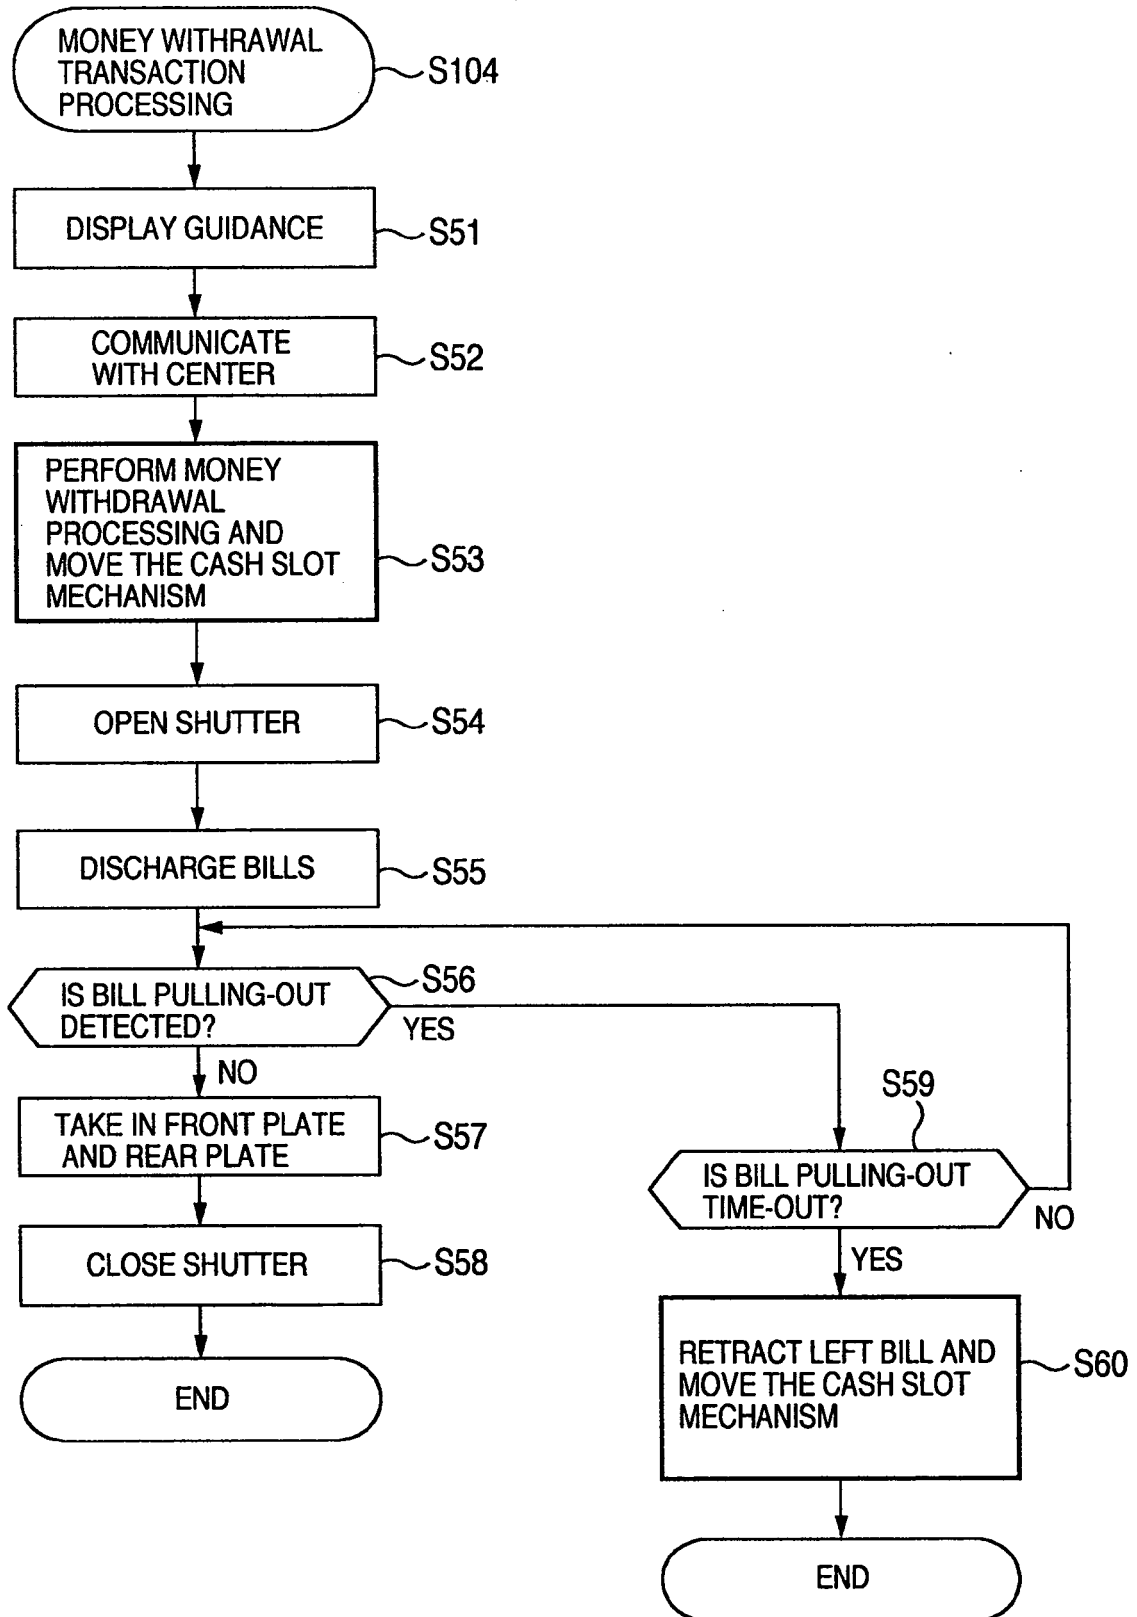 MONEY WITHRAWAL
TRANSACTION
PROCESSING
S104
DISPLAY GUIDANCE
S51
COMMUNICATE
WITH CENTER
S52
PERFORM MONEY
WITHDRAWAL
PROCESSING AND
MOVE THE CASH SLOT
MECHANISM
S53
OPEN SHUTTER
S54
DISCHARGE BILLS
S55
IS BILL PULLING-OUT
DETECTED?
S56
YES
NO
TAKE IN FRONT PLATE
AND REAR PLATE
S57
CLOSE SHUTTER
S58
END
S59
IS BILL PULLING-OUT
TIME-OUT?
NO
YES
RETRACT LEFT BILL AND
MOVE THE CASH SLOT
MECHANISM
S60
END